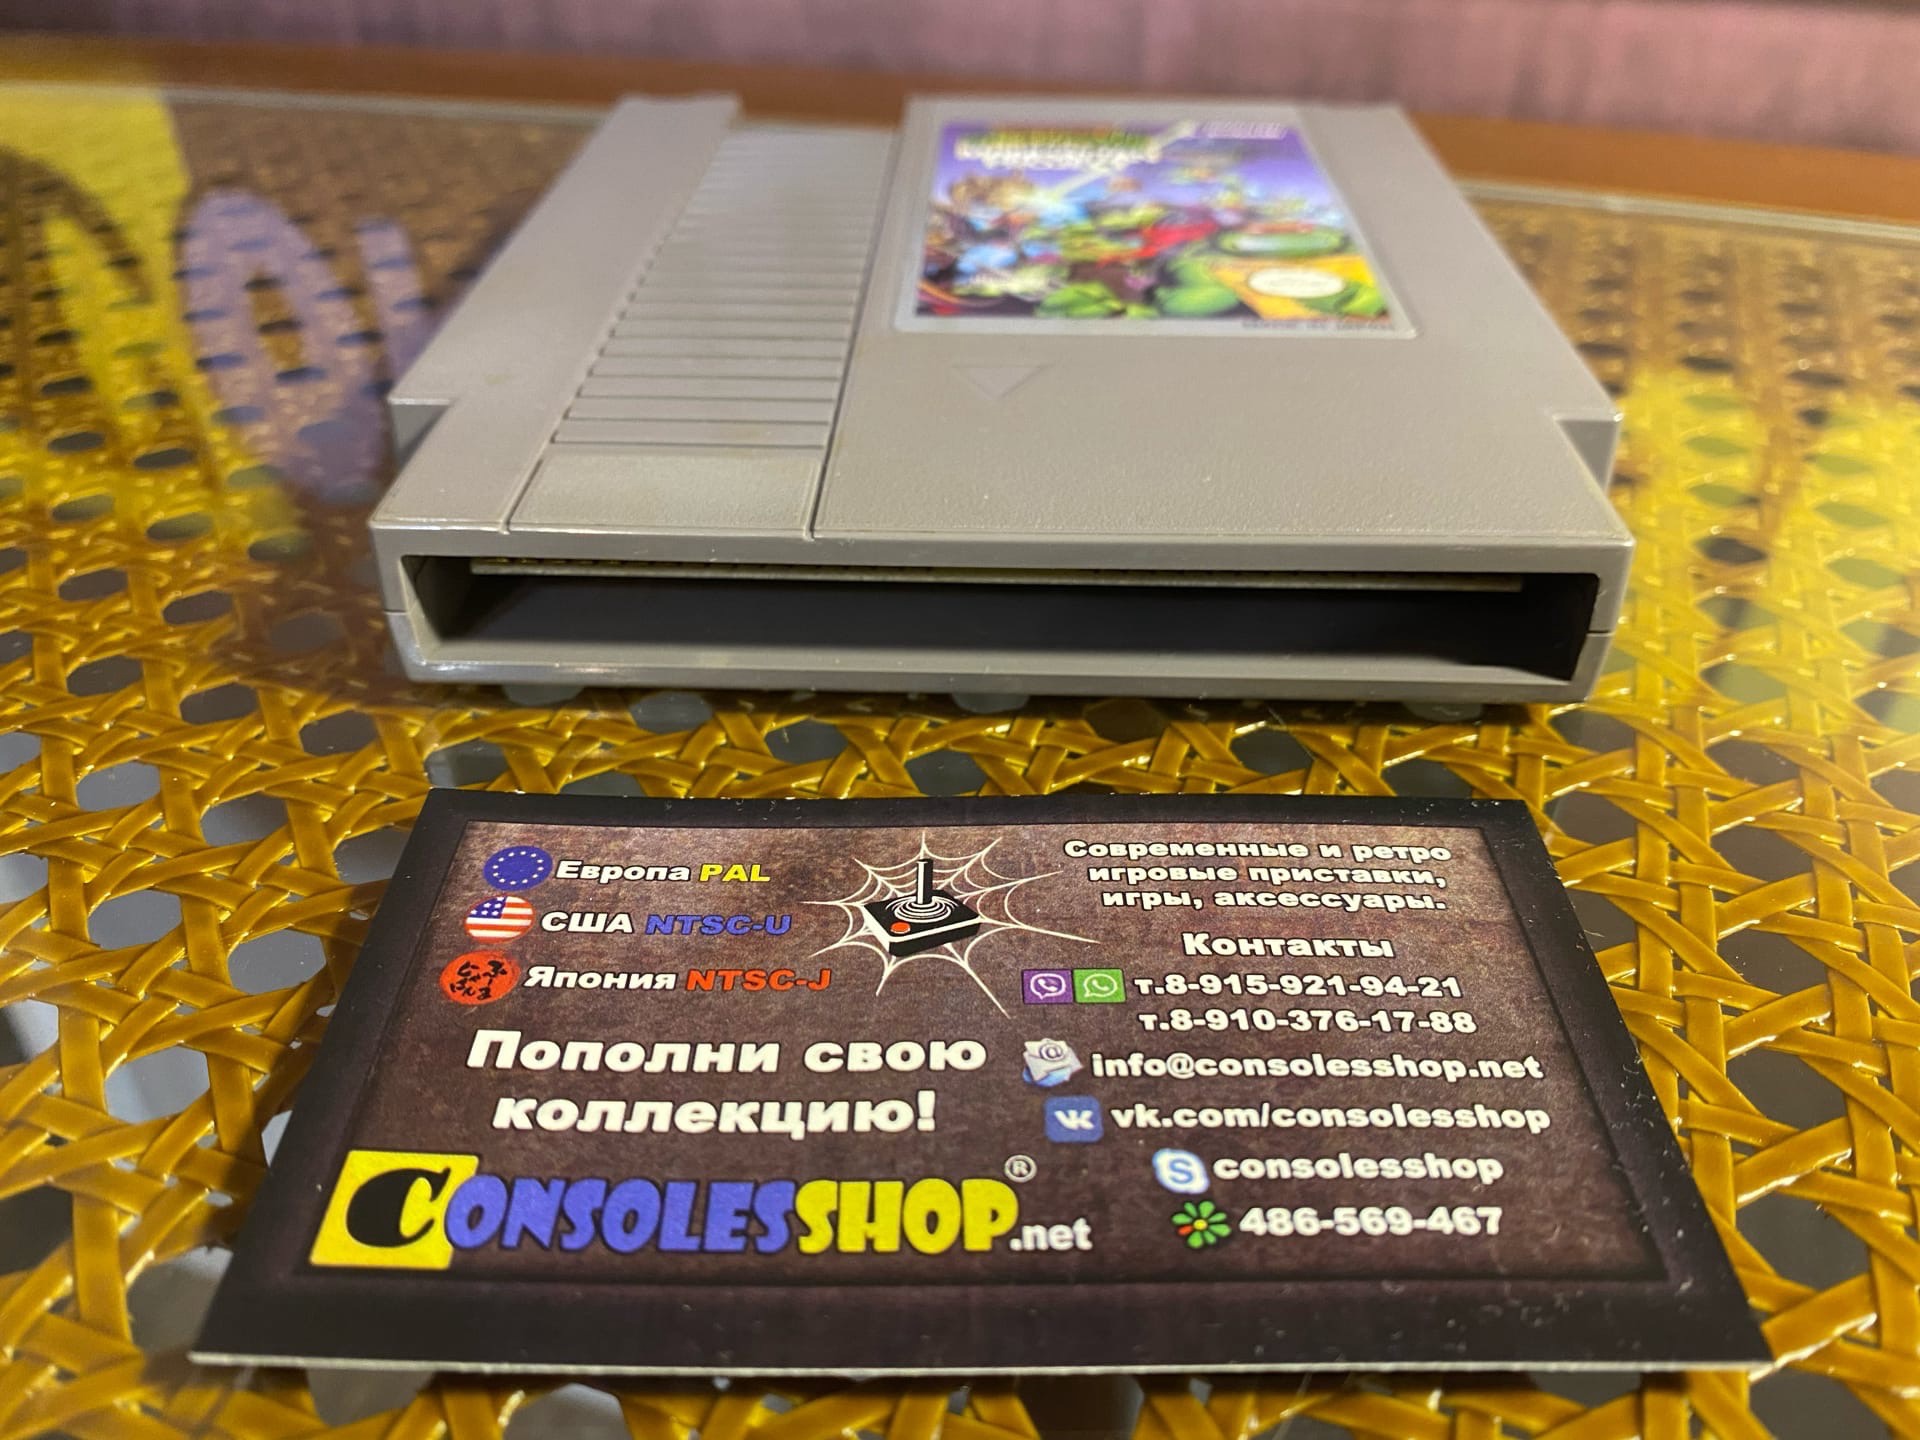 Европа PAL
США NTSC-U
Япония NTSC-J
Пополни свою
коллекцию!
CONSOLESSHOP®.net
Современные и ретро
игровые приставки,
игры, аксессуары.
Контакты
т.8-915-921-94-21
т.8-910-376-17-88
info@consolesshop.net
vk.com/consolesshop
consolesshop
486-569-467